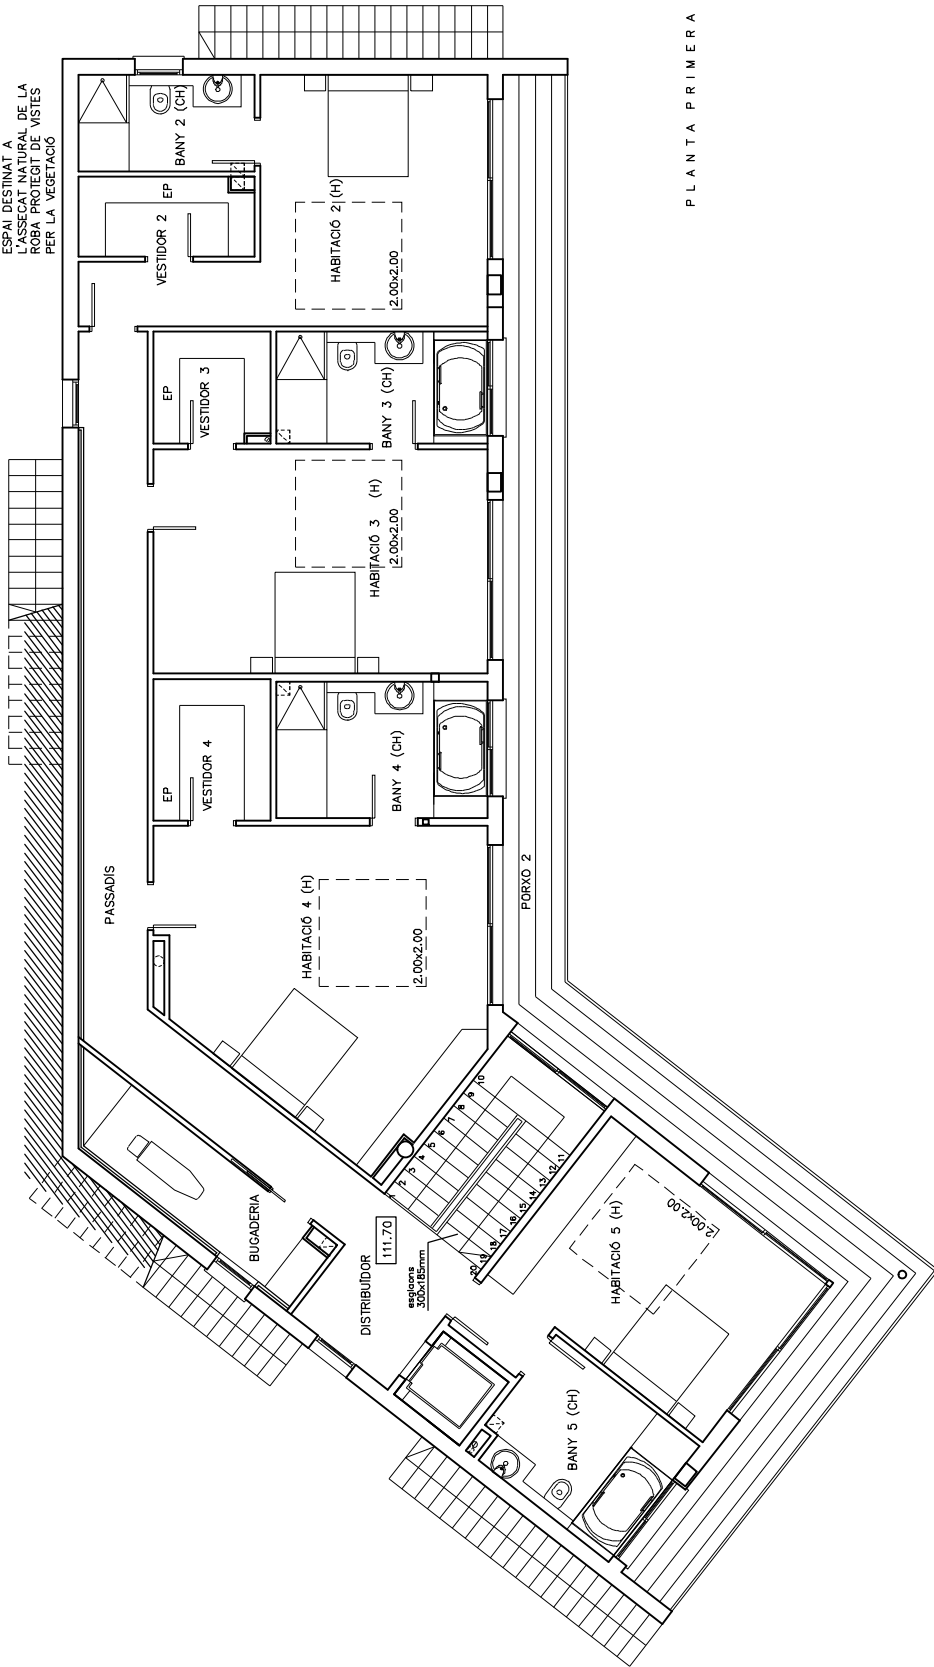 ESPAI DESTINAT A
L'ASSECAT NATURAL DE LA
ROBA PROTEGIT DE VISTES
PER LA VEGETACIÓ
PLANTA PRIMERA
BANY 2 (CH)
EP
VESTIDOR 2
HABITACIÓ 2 (H)
2.00x2.00
EP
VESTIDOR 3
BANY 3 (CH)
HABITACIÓ 3 (H)
2.00x2.00
EP
VESTIDOR 4
BANY 4 (CH)
PASSADÍS
HABITACIÓ 4 (H)
2.00x2.00
PORXO 2
BUGADERIA
DISTRIBUÏDOR
111.70
esglaons
300x185mm
1
2
3
4
5
6
7
8
9
10
11
12
13
14
15
16
17
18
19
20
HABITACIÓ 5 (H)
2.00x2.00
BANY 5 (CH)